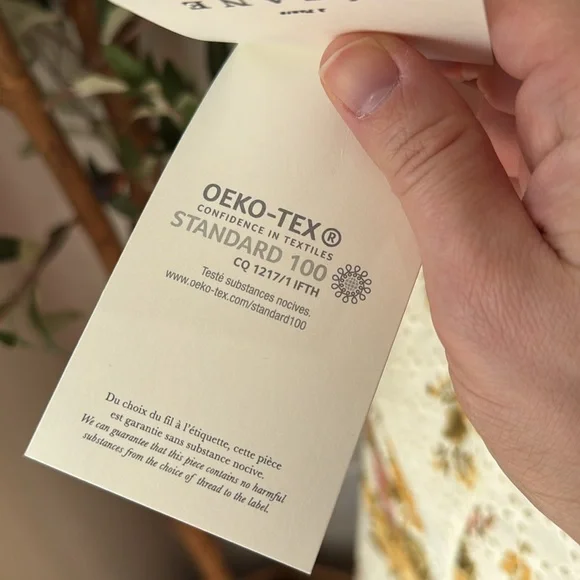 à Paris
OEKO-TEX®
CONFIDENCE IN TEXTILES
STANDARD 100
CQ 1217/1 IFTH
Testé substances nocives.
www.oeko-tex.com/standard100
Du choix du fil à l'étiquette, cette pièce
est garantie sans substance nocive.
We can guarantee that this piece contains no harmful
substances from the choice of thread to the label.